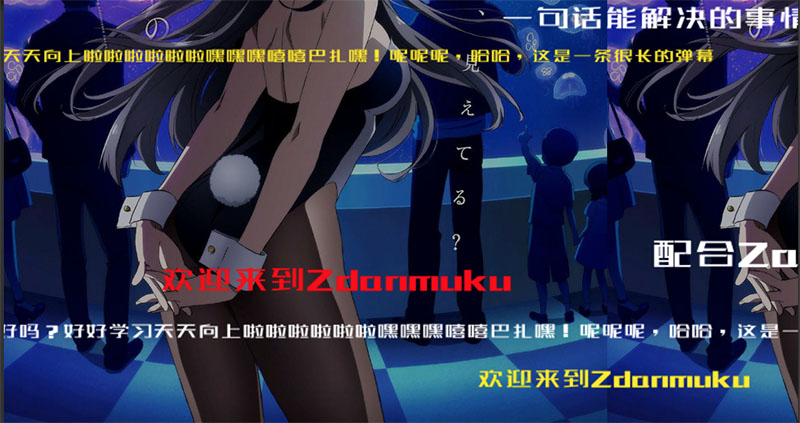 の
、一句话能解决的事情
天天向上啦啦啦啦啦啦嘿嘿嘿嘻嘻巴扎嘿！呢呢呢，哈哈，这是一条很长的弹幕
見えてる？
配合Za
欢迎来到Zdanmuku
好吗？好好学习天天向上啦啦啦啦啦啦嘿嘿嘿嘻嘻巴扎嘿！呢呢呢，哈哈，这是一
欢迎来到Zdanmuku